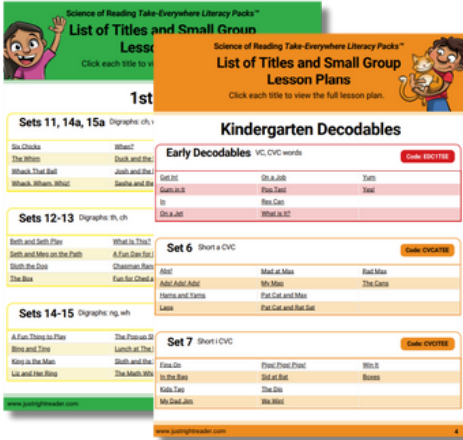 Science of Reading Take-Everywhere Literacy Packs™
List of Titles and Small Group
Lesso
Click each title to vi
1st
Sets 11, 14a, 15a Digraphs: ch,
Six Chicks When?
The Whim Duck and the
Whack That Ball Josh and the
Whack, Wham, Whiz! Sasha and the
Sets 12-13 Digraphs: th, ch
Beth and Seth Play What Is This?
Seth and Meg on the Path A Fun Day for
Sloth the Dog Chasman Ran
The Box Fun for Ched a
Sets 14-15 Digraphs: ng, wh
A Fun Thing to Play The Pop-up S
Bing and Ting Lunch at The
King is the Man Sloth and the
Liz and Her Ring The Math Wh
www.justrightreader.com
Science of Reading Take-Everywhere Literacy Packs™
List of Titles and Small Group
Lesson Plans
Click each title to view the full lesson plan.
Kindergarten Decodables
Early Decodables VC, CVC words Code: EDC1TEE
Get In! On a Job Yum
Gum in It Pop Tan! Yes!
In Rex Can
On a Jet What is It?
Set 6 Short a CVC Code: CVCATEE
Abs! Mad at Max Rad Max
Ads! Ads! Ads! My Map The Cans
Hams and Yams Pat Cat and Max
Laps Pat Cat and Rat Sat
Set 7 Short i CVC Code: CVCITEE
Fins On Pigs! Pigs! Pigs! Win It
In the Bag Sid at Bat Boxes
Kids Tap The Dis
My Dad Jim We Win!
www.justrightreader.com 4